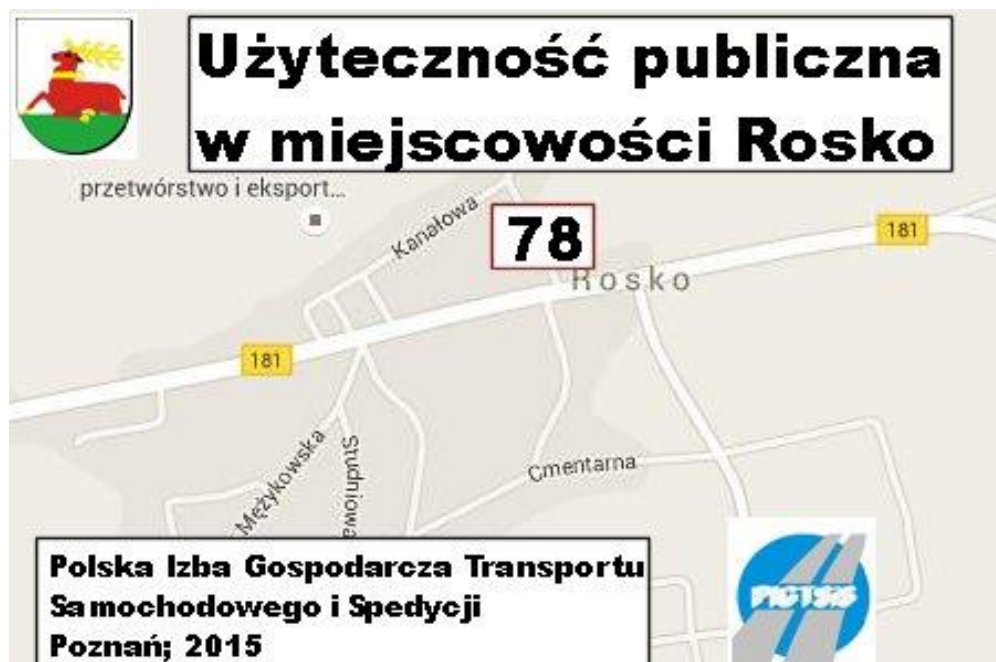 Użyteczność publiczna
w miejscowości Rosko
przetwórstwo i eksport...
Kanałowa
78
181
Rosko
181
Mężykowska
Studniowa
Cmentarna
Polska Izba Gospodarcza Transportu
Samochodowego i Spedycji
Poznań; 2015
PIGTSiS